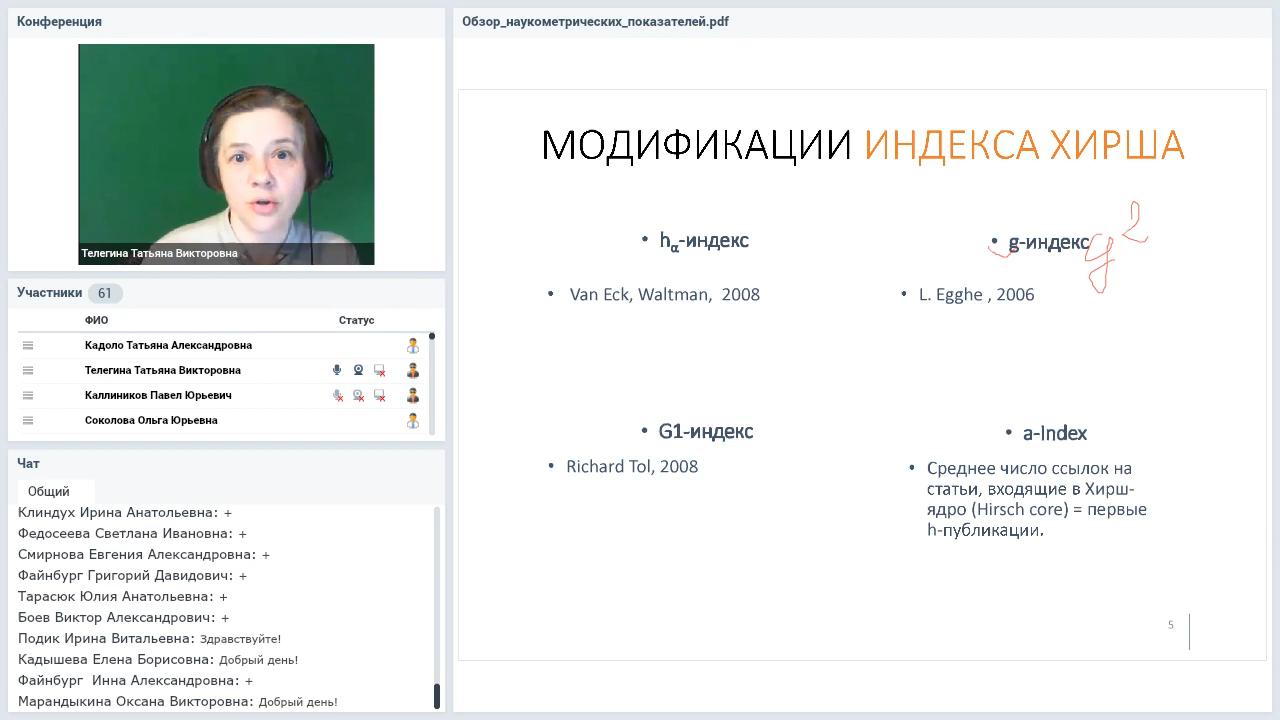 Конференция
Телегина Татьяна Викторовна
Участники 61
ФИО Статус
Кадоло Татьяна Александровна
Телегина Татьяна Викторовна
Каллиников Павел Юрьевич
Соколова Ольга Юрьевна
Чат
Общий
Клиндух Ирина Анатольевна: +
Федосеева Светлана Ивановна: +
Смирнова Евгения Александровна: +
Файнбург Григорий Давидович: +
Тарасюк Юлия Анатольевна: +
Боев Виктор Александрович: +
Подик Ирина Витальевна: Здравствуйте!
Кадышева Елена Борисовна: Добрый день!
Файнбург Инна Александровна: +
Марандыкина Оксана Викторовна: Добрый день!
Обзор_наукометрических_показателей.pdf
МОДИФИКАЦИИ ИНДЕКСА ХИРША
• hα-индекс
• Van Eck, Waltman, 2008
• g-индекс g²
• L. Egghe , 2006
• G1-индекс
• Richard Tol, 2008
• a-index
• Среднее число ссылок на
статьи, входящие в Хирш-
ядро (Hirsch core) = первые
h-публикации.
5